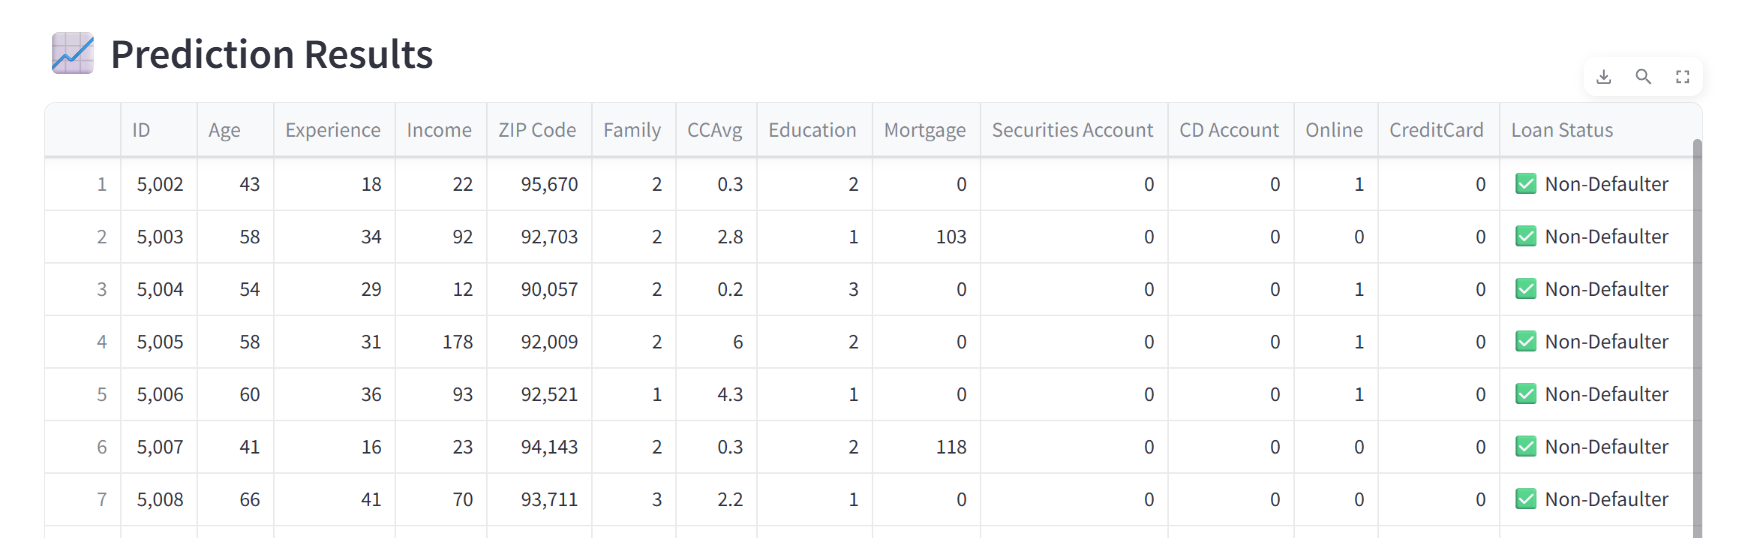 Prediction Results
ID Age Experience Income ZIP Code Family CCAvg Education Mortgage Securities Account CD Account Online CreditCard Loan Status
1 5,002 43 18 22 95,670 2 0.3 2 0 0 0 1 0 Non-Defaulter
2 5,003 58 34 92 92,703 2 2.8 1 103 0 0 0 0 Non-Defaulter
3 5,004 54 29 12 90,057 2 0.2 3 0 0 0 1 0 Non-Defaulter
4 5,005 58 31 178 92,009 2 6 2 0 0 0 1 0 Non-Defaulter
5 5,006 60 36 93 92,521 1 4.3 1 0 0 0 1 0 Non-Defaulter
6 5,007 41 16 23 94,143 2 0.3 2 118 0 0 0 0 Non-Defaulter
7 5,008 66 41 70 93,711 3 2.2 1 0 0 0 1 0 Non-Defaulter